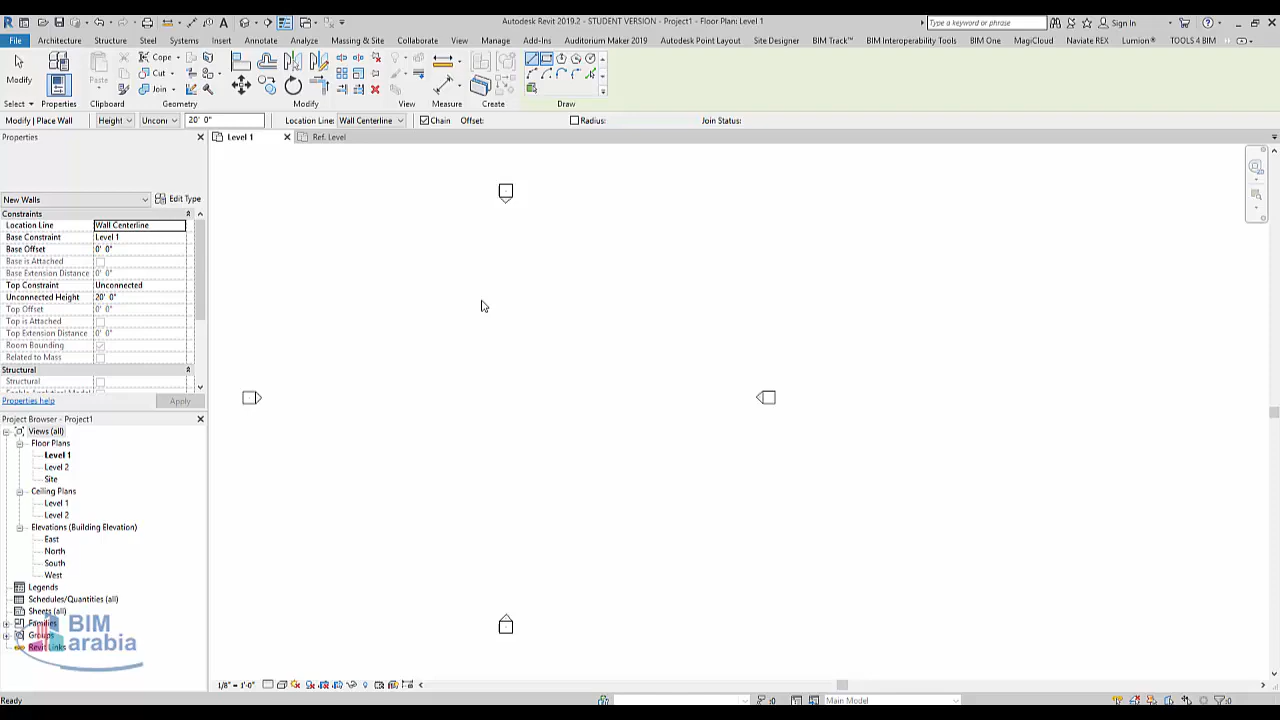 Autodesk Revit 2019.2 - STUDENT VERSION - Project1 - Floor Plan: Level 1
Type a keyword or phrase
Sign In
File Architecture Structure Steel Systems Insert Annotate Analyze Massing & Site Collaborate View Manage Add-Ins Auditorium Maker 2019 Autodesk Point Layout Site Designer BIM Track™ BIM Interoperability Tools BIM One MagiCloud Naviate REX Lumion® TOOLS 4 BIM
Cope
Modify Paste Cut
Join
Select Properties Clipboard Geometry Modify View Measure Create Draw
Modify | Place Wall Height Unconn 20' 0" Location Line: Wall Centerline Chain Offset: Radius: Join Status:
Properties
Level 1
Ref. Level
New Walls
Edit Type
Constraints
Location Line Wall Centerline
Base Constraint Level 1
Base Offset 0' 0"
Base is Attached
Base Extension Distance 0' 0"
Top Constraint Unconnected
Unconnected Height 20' 0"
Top Offset 0' 0"
Top is Attached
Top Extension Distance 0' 0"
Room Bounding
Related to Mass
Structural
Structural
Properties help
Apply
Project Browser - Project1
Views (all)
Floor Plans
Level 1
Level 2
Site
Ceiling Plans
Level 1
Level 2
Elevations (Building Elevation)
East
North
South
West
Legends
Schedules/Quantities (all)
Sheets (all)
Families
Groups
Revit Links
BIM
arabia
1/8" = 1'-0"
Ready
:0
Main Model
:0